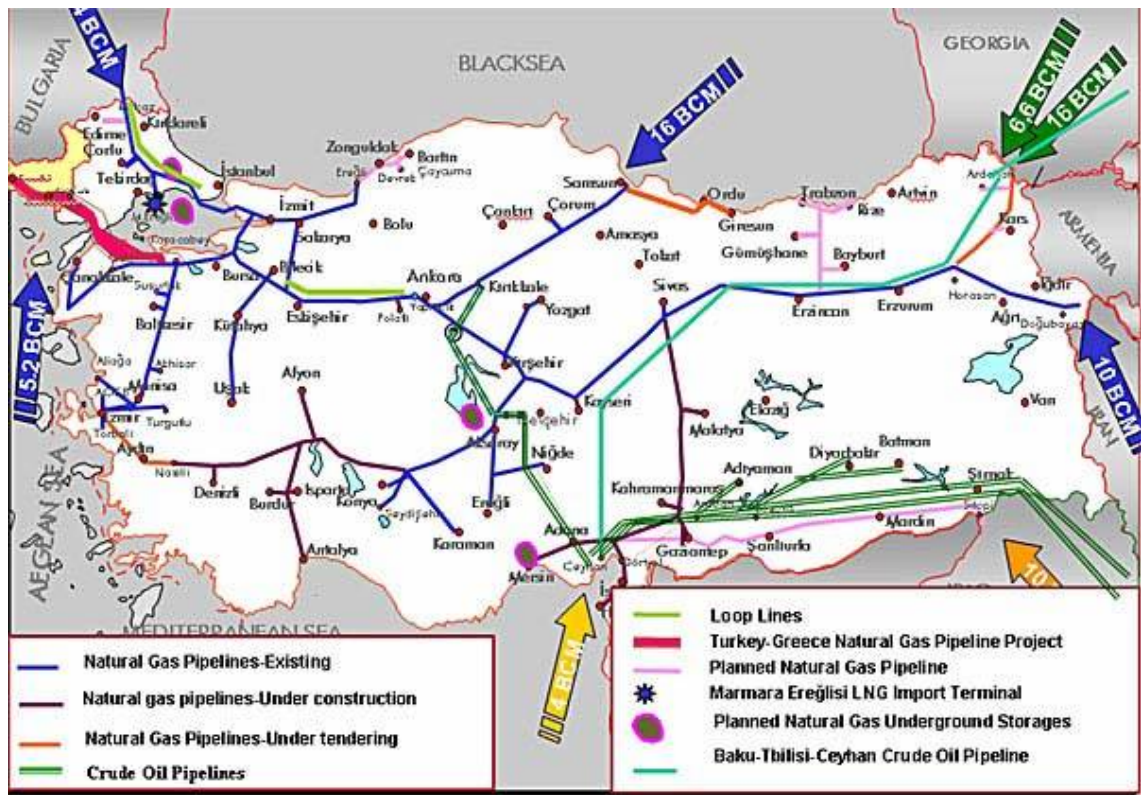 BULGARIA
4 BCM
BLACKSEA
GEORGIA
6,6 BCM
16 BCM
16 BCM
ARMENIA
Edirne
Kırklareli
Çorlu
Tekirdağ
İstanbul
Zonguldak
Bartın
Ereğli
Devrek
Çaycuma
İzmit
Sakarya
Bolu
Çankırı
Çorum
Samsun
Amasya
Tokat
Ordu
Giresun
Trabzon
Rize
Artvin
Ardahan
Kars
Gümüşhane
Bayburt
Iğdır
Horasan
Ağrı
Erzurum
Erzincan
Sivas
Çanakkale
Bursa
Bilecik
Eskişehir
Ankara
Polatlı
Kırıkkale
Yozgat
Kırşehir
Kayseri
Susurluk
Balıkesir
Kütahya
Uşak
Afyon
Akhisar
Aliağa
Manisa
İzmir
Turgutlu
Torbalı
Aydın
Nazilli
Denizli
Burdur
Isparta
Antalya
Konya
Seydişehir
Karaman
Ereğli
Aksaray
Nevşehir
Niğde
Malatya
Elazığ
Van
10 BCM
IRAN
Diyarbakır
Batman
Adıyaman
Şırnak
Mardin
Kahramanmaraş
Gaziantep
Şanlıurfa
Adana
Ceyhan
Mersin
5.2 BCM
AEGEAN SEA
MEDITERRANEAN SEA
4 BCM
10
Natural Gas Pipelines-Existing
Natural gas pipelines-Under construction
Natural Gas Pipelines-Under tendering
Crude Oil Pipelines
Loop Lines
Turkey-Greece Natural Gas Pipeline Project
Planned Natural Gas Pipeline
Marmara Ereğlisi LNG Import Terminal
Planned Natural Gas Underground Storages
Baku-Tbilisi-Ceyhan Crude Oil Pipeline